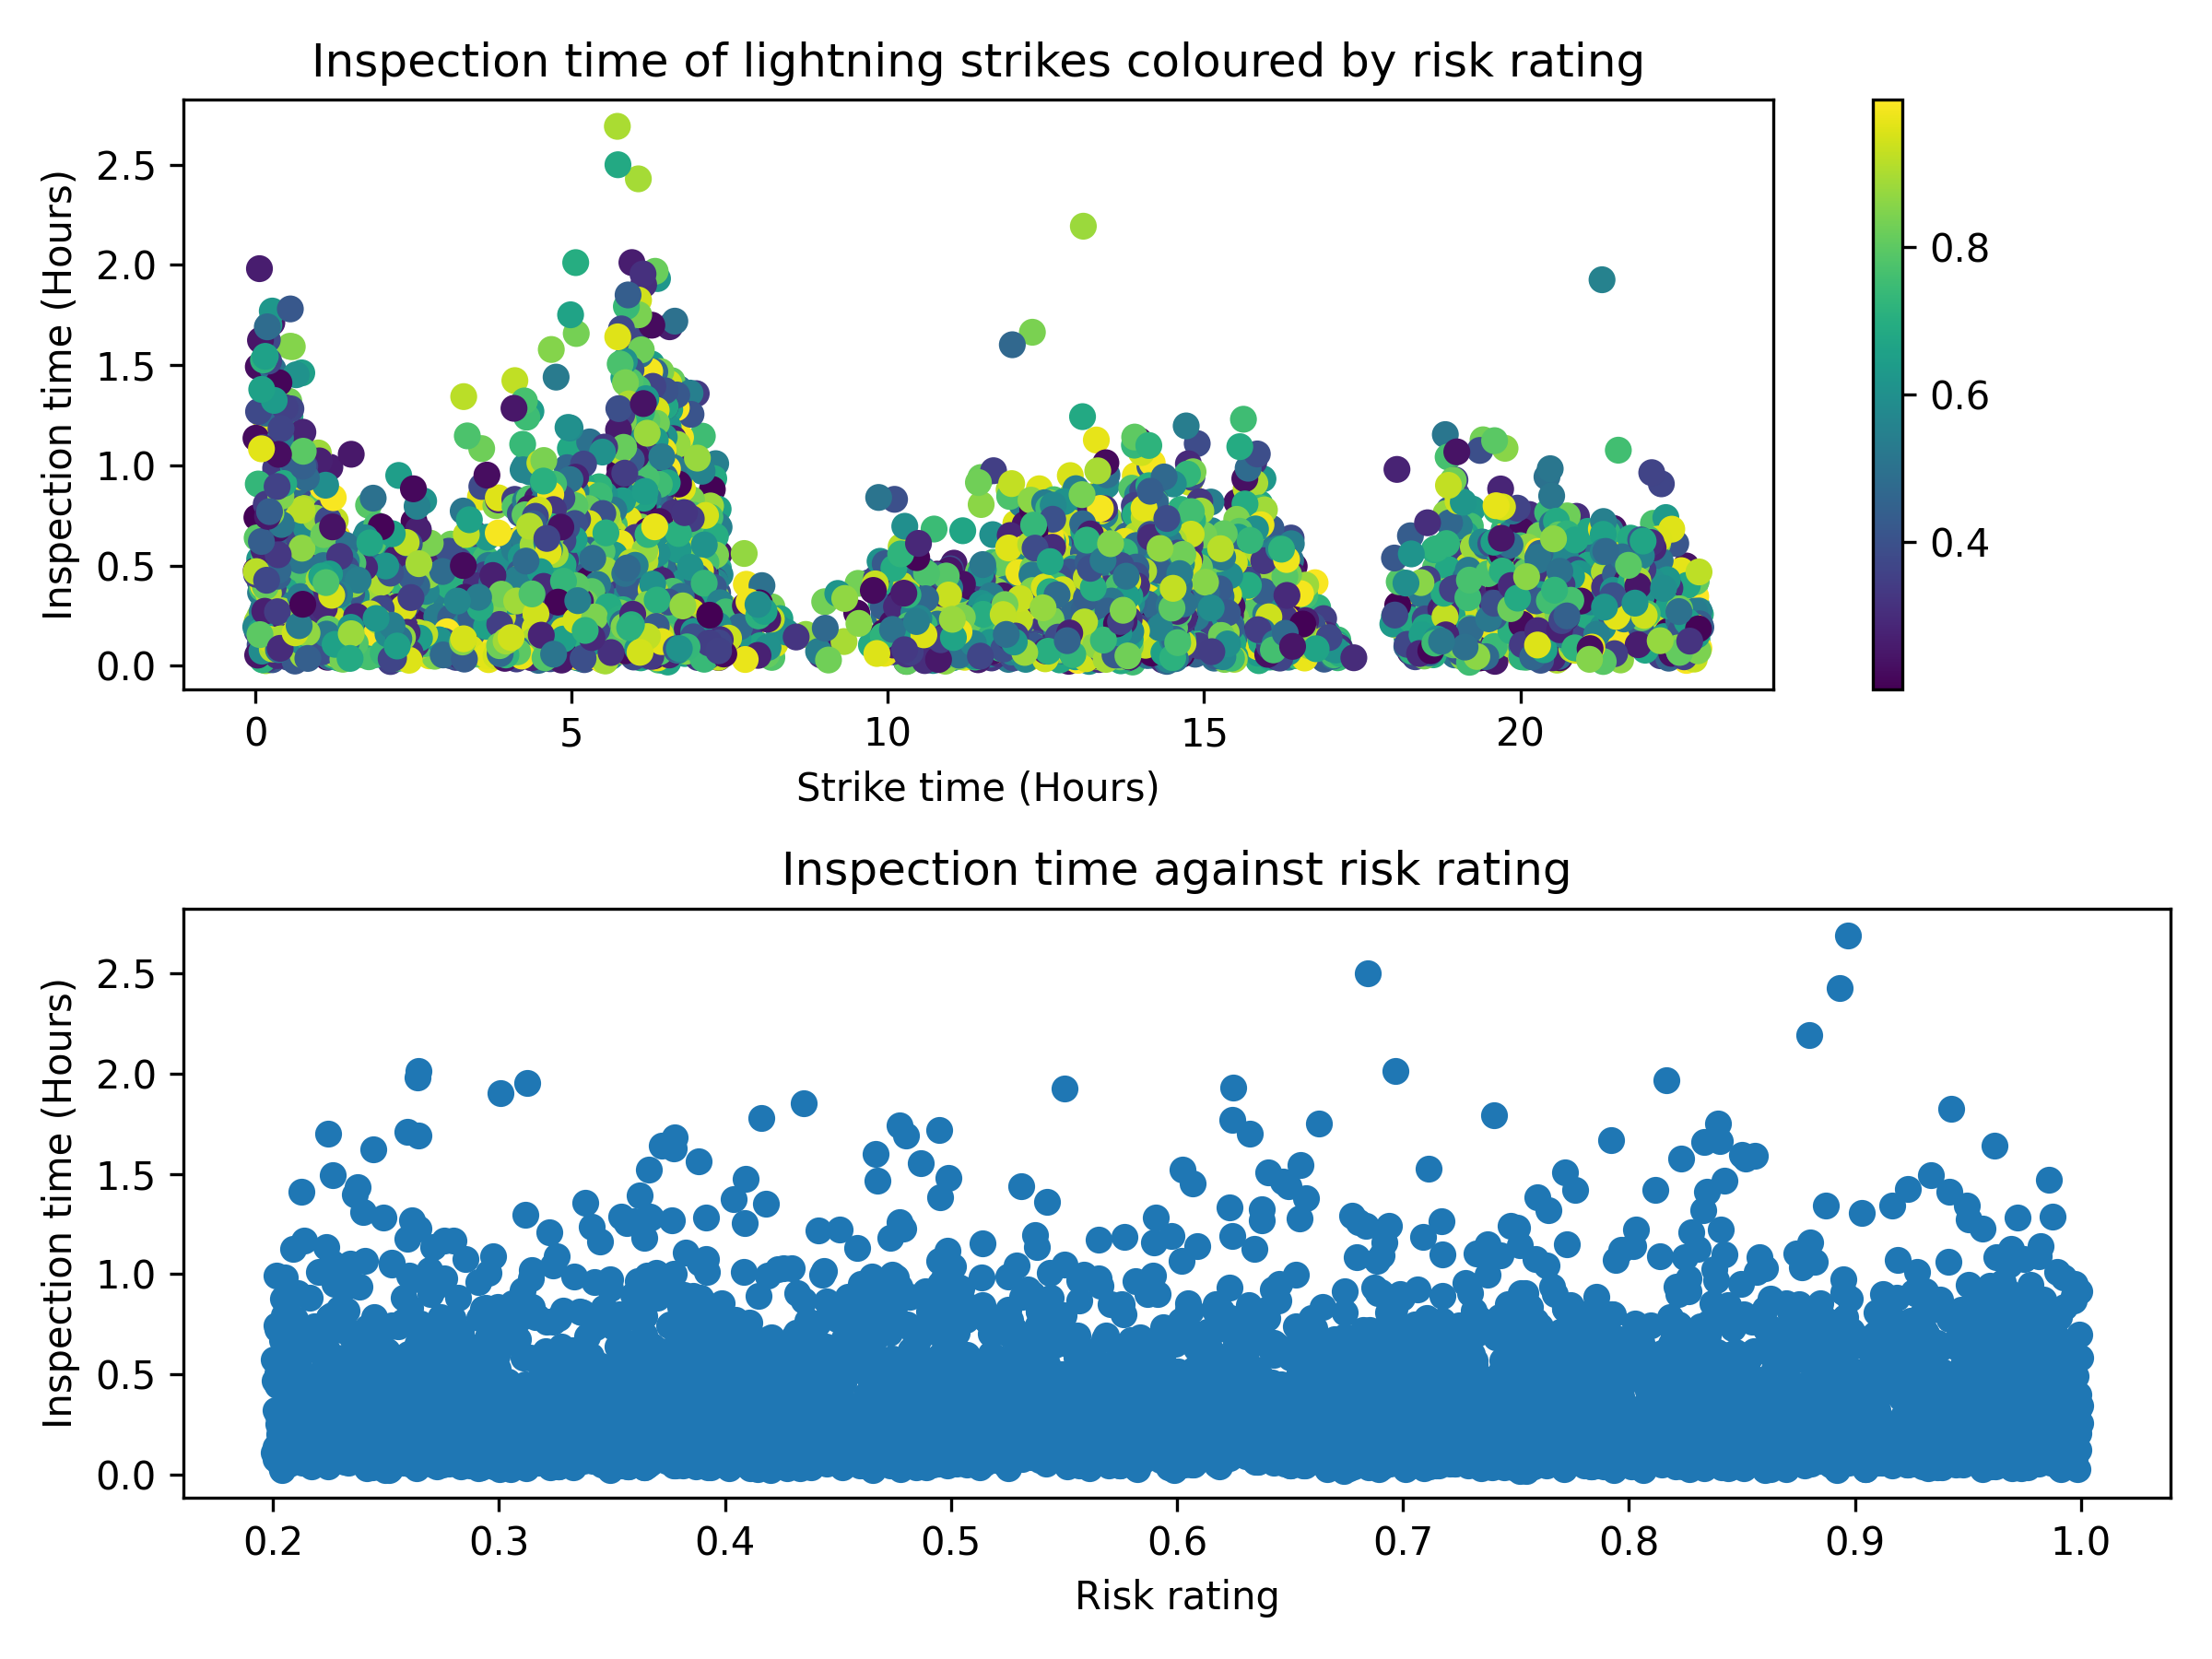 Inspection time of lightning strikes coloured by risk rating
Inspection time (Hours)
2.5
2.0
1.5
1.0
0.5
0.0
0 5 10 15 20
Strike time (Hours)
0.8
0.6
0.4
Inspection time against risk rating
Inspection time (Hours)
2.5
2.0
1.5
1.0
0.5
0.0
0.2 0.3 0.4 0.5 0.6 0.7 0.8 0.9 1.0
Risk rating